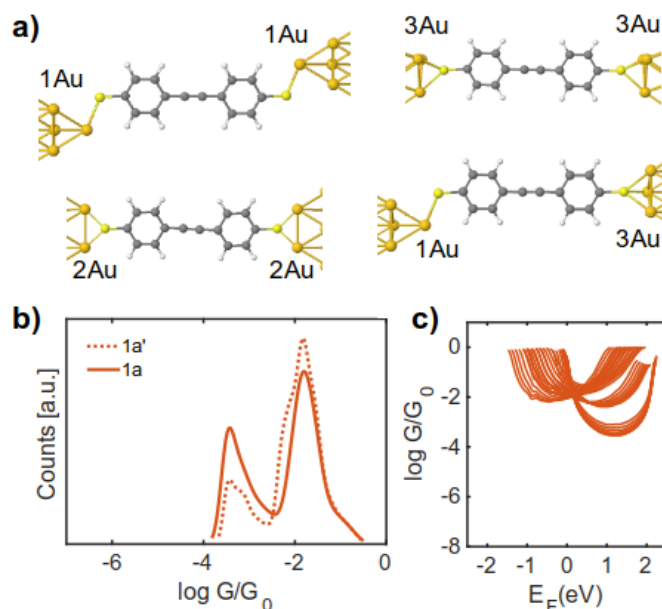 a)
1Au
1Au
3Au
3Au
2Au
2Au
1Au
3Au
b)
1a'
1a
Counts [a.u.]
-6
-4
-2
0
log G/G0
c)
0
-2
-4
-6
-8
log G/G0
-2
-1
0
1
2
EF(eV)